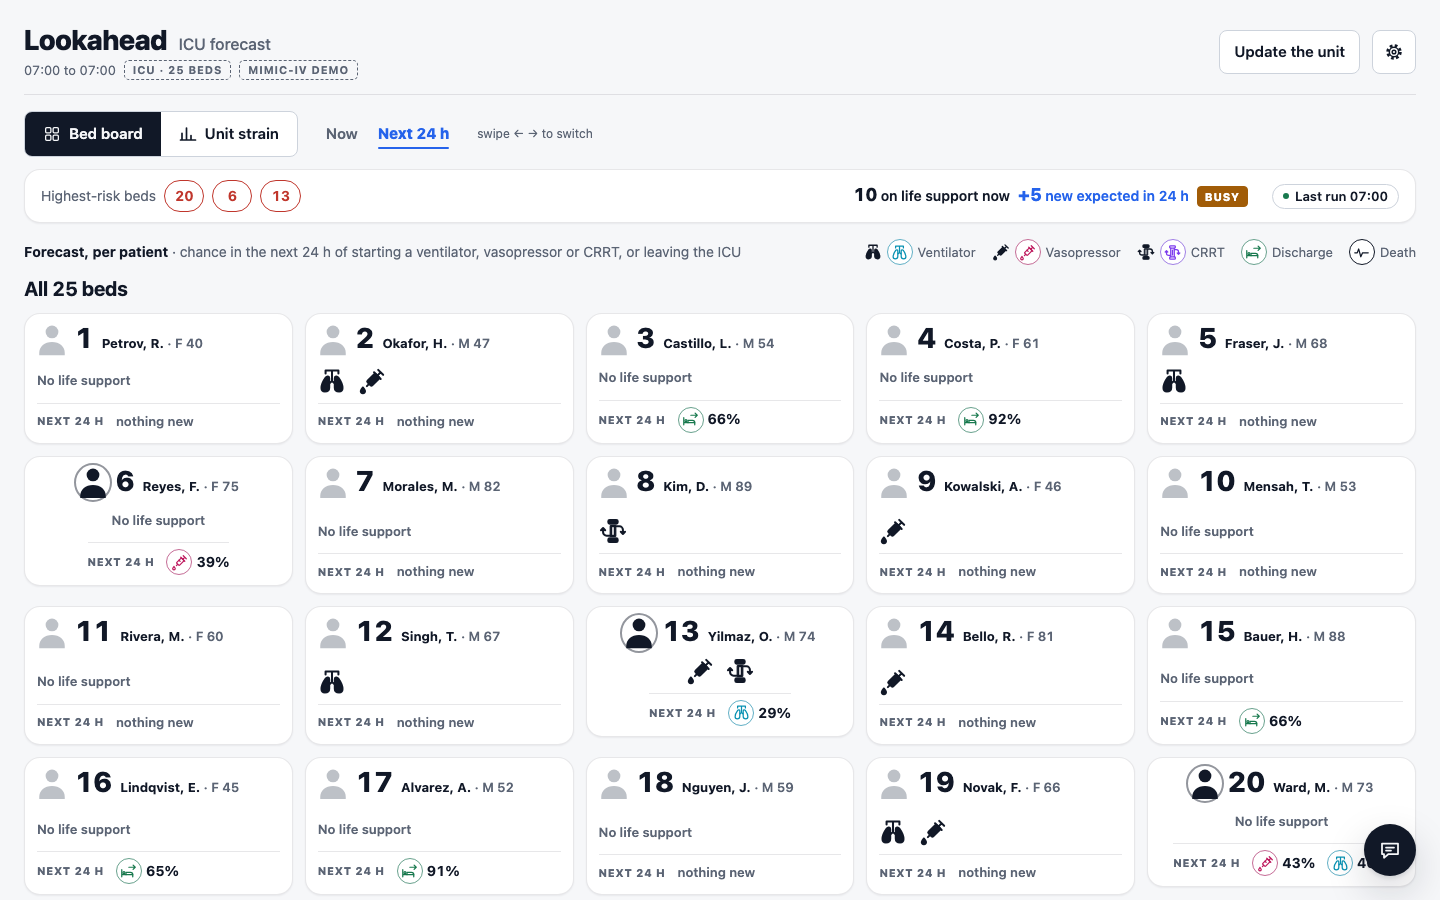 Lookahead ICU forecast
07:00 to 07:00 ICU · 25 BEDS MIMIC-IV DEMO
Update the unit
Bed board Unit strain Now Next 24 h swipe ← → to switch
Highest-risk beds 20 6 13 10 on life support now +5 new expected in 24 h BUSY Last run 07:00
Forecast, per patient · chance in the next 24 h of starting a ventilator, vasopressor or CRRT, or leaving the ICU Ventilator Vasopressor CRRT Discharge Death
All 25 beds
1 Petrov, R. · F 40
No life support
NEXT 24 H nothing new
2 Okafor, H. · M 47
NEXT 24 H nothing new
3 Castillo, L. · M 54
No life support
NEXT 24 H 66%
4 Costa, P. · F 61
No life support
NEXT 24 H 92%
5 Fraser, J. · M 68
NEXT 24 H nothing new
6 Reyes, F. · F 75
No life support
NEXT 24 H 39%
7 Morales, M. · M 82
No life support
NEXT 24 H nothing new
8 Kim, D. · M 89
NEXT 24 H nothing new
9 Kowalski, A. · F 46
NEXT 24 H nothing new
10 Mensah, T. · M 53
No life support
NEXT 24 H nothing new
11 Rivera, M. · F 60
No life support
NEXT 24 H nothing new
12 Singh, T. · M 67
NEXT 24 H nothing new
13 Yilmaz, O. · M 74
NEXT 24 H 29%
14 Bello, R. · F 81
NEXT 24 H nothing new
15 Bauer, H. · M 88
No life support
NEXT 24 H 66%
16 Lindqvist, E. · F 45
No life support
NEXT 24 H 65%
17 Alvarez, A. · M 52
No life support
NEXT 24 H 91%
18 Nguyen, J. · M 59
No life support
NEXT 24 H nothing new
19 Novak, F. · F 66
NEXT 24 H nothing new
20 Ward, M. · M 73
No life support
NEXT 24 H 43%